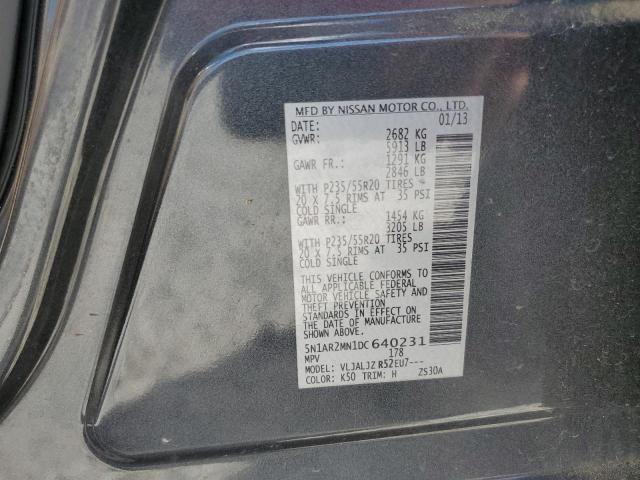 MFD BY NISSAN MOTOR CO., LTD.
DATE: 01/13
GVWR: 2682 KG
5913 LB
GAWR FR.: 1291 KG
2846 LB
WITH P235/55R20 TIRES
20 X 7.5 RIMS AT 35 PSI
COLD SINGLE
GAWR RR.: 1454 KG
3205 LB
WITH P235/55R20 TIRES
20 X 7.5 RIMS AT 35 PSI
COLD SINGLE
THIS VEHICLE CONFORMS TO
ALL APPLICABLE FEDERAL
MOTOR VEHICLE SAFETY AND
THEFT PREVENTION
STANDARDS IN EFFECT ON
THE DATE OF MANUFACTURE
SHOWN ABOVE.
5N1AR2MN1DC640231
MPV 178
MODEL: VLJALJZ R52EU7---
COLOR: K50 TRIM: H ZS30A